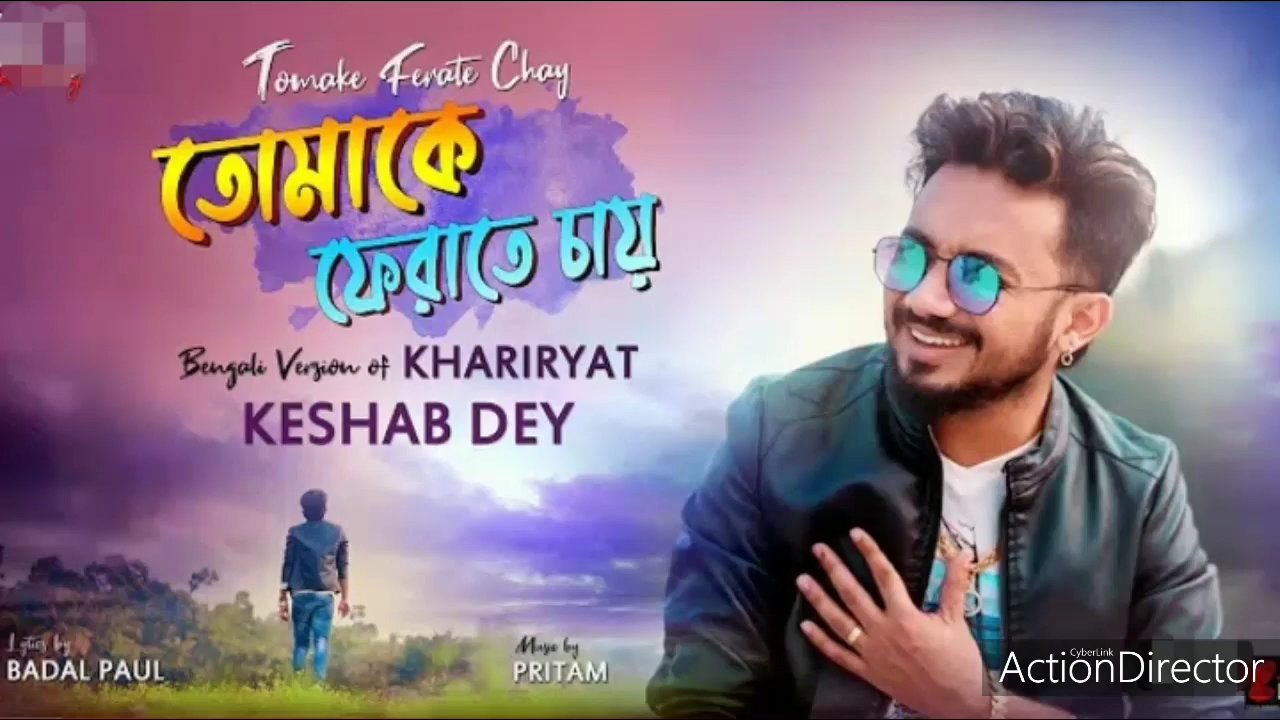 Tomake Ferate Chay
তোমাকে
ফেরাতে চায়
Bengali Version of KHARIRYAT
KESHAB DEY
Lyrics by
BADAL PAUL
Music by
PRITAM
CyberLink
ActionDirector